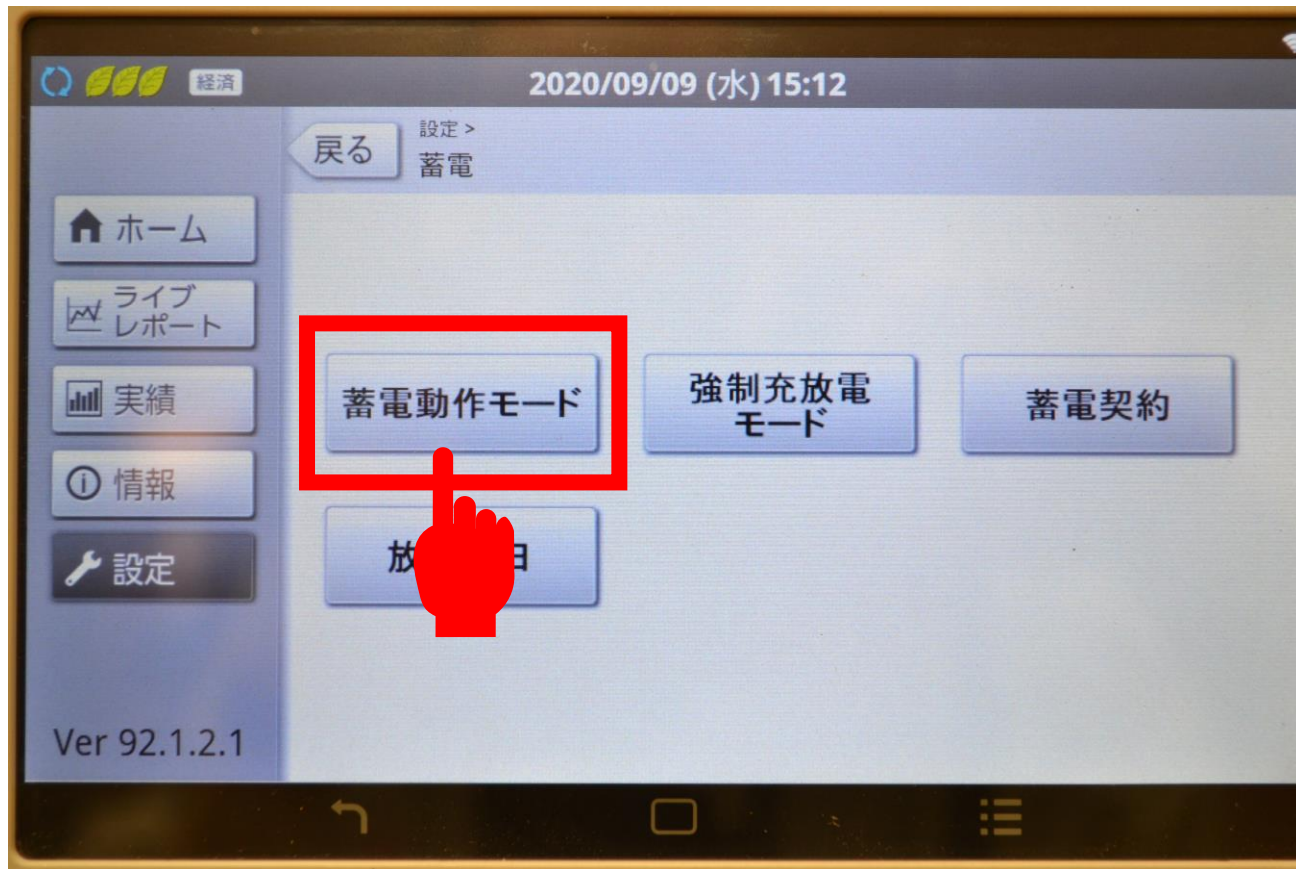 経済
2020/09/09 (水) 15:12
戻る
設定 >
蓄電
ホーム
ライブ
レポート
実績
情報
設定
蓄電動作モード
強制充放電
モード
蓄電契約
放
日
Ver 92.1.2.1